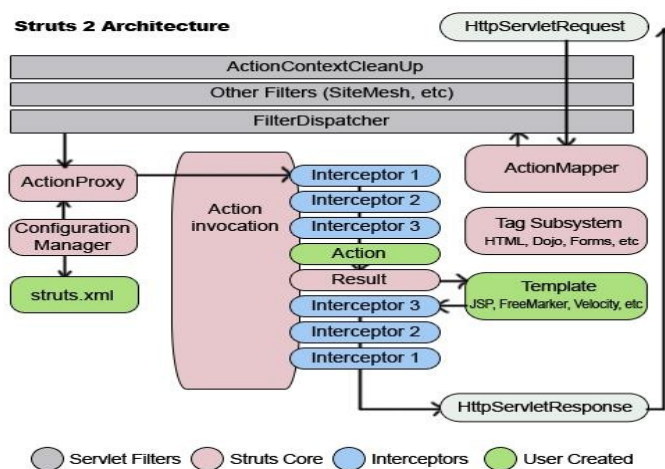 Struts 2 Architecture
HttpServletRequest
ActionContextCleanUp
Other Filters (SiteMesh, etc)
FilterDispatcher
ActionProxy
Configuration
Manager
struts.xml
Action
invocation
Interceptor 1
Interceptor 2
Interceptor 3
Action
Result
Interceptor 3
Interceptor 2
Interceptor 1
ActionMapper
Tag Subsystem
HTML, Dojo, Forms, etc
Template
JSP, FreeMarker, Velocity, etc
HttpServletResponse
Servlet Filters
Struts Core
Interceptors
User Created